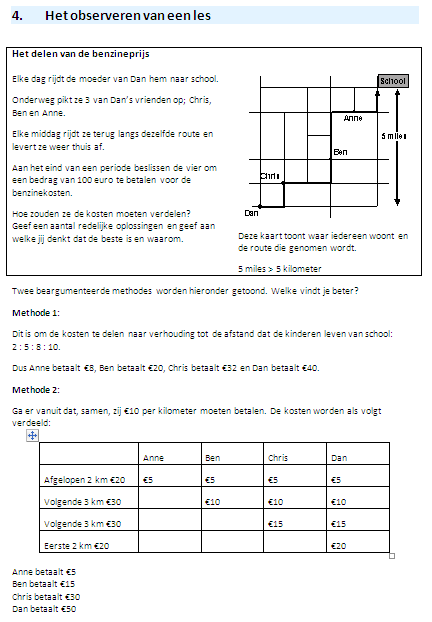 4. Het observeren van een les
Het delen van de benzineprijs
Elke dag rijdt de moeder van Dan hem naar school.
Onderweg pikt ze 3 van Dan's vrienden op; Chris,
Ben en Anne.
Elke middag rijdt ze terug langs dezelfde route en
levert ze weer thuis af.
Aan het eind van een periode beslissen de vier om
een bedrag van 100 euro te betalen voor de
benzinekosten.
Hoe zouden ze de kosten moeten verdelen?
Geef een aantal redelijke oplossingen en geef aan
welke jij denkt dat de beste is en waarom.
School
Anne
5 miles
Ben
Chris
Dan
Deze kaart toont waar iedereen woont en
de route die genomen wordt.
5 miles > 5 kilometer
Twee beargumenteerde methodes worden hieronder getoond. Welke vindt je beter?
Methode 1:
Dit is om de kosten te delen naar verhouding tot de afstand dat de kinderen leven van school:
2 : 5 : 8 : 10.
Dus Anne betaalt €8, Ben betaalt €20, Chris betaalt €32 en Dan betaalt €40.
Methode 2:
Ga er vanuit dat, samen, zij €10 per kilometer moeten betalen. De kosten worden als volgt
verdeeld:
Anne Ben Chris Dan
Afgelopen 2 km €20 €5 €5 €5 €5
Volgende 3 km €30 €10 €10 €10
Volgende 3 km €30 €15 €15
Eerste 2 km €20 €20
Anne betaalt €5
Ben betaalt €15
Chris betaalt €30
Dan betaalt €50